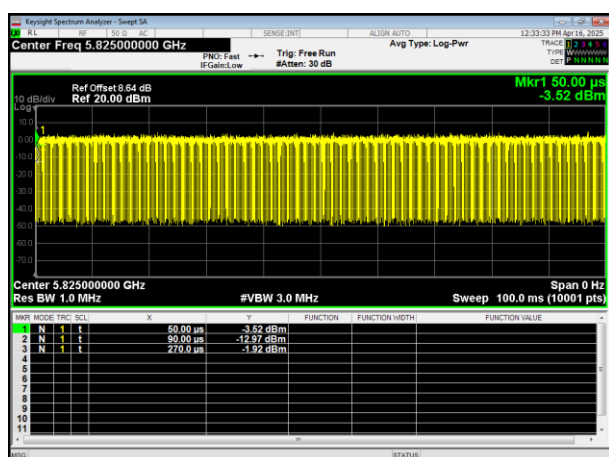 Keysight Spectrum Analyzer - Swept SA
RL RF 50 Ω AC SENSE:INT ALIGN AUTO 12:33:33 PM Apr 16, 2025
Center Freq 5.825000000 GHz Avg Type: Log-Pwr TRACE 1 2 3 4 5
PNO: Fast Trig: Free Run TYPE WWWWWW
IFGain:Low #Atten: 30 dB DET P NNNNN
Mkr1 50.00 µs
Ref Offset 8.64 dB
10 dB/div Ref 20.00 dBm -3.52 dBm
Log
10.0
1
0.00
-10.0
-20.0
-30.0
-40.0
-50.0
-60.0
-70.0
Center 5.825000000 GHz Span 0 Hz
Res BW 1.0 MHz #VBW 3.0 MHz Sweep 100.0 ms (10001 pts)
MKR MODE TRC SCL X Y FUNCTION FUNCTION WIDTH FUNCTION VALUE
1 N 1 t 50.00 µs -3.52 dBm
2 N 1 t 90.00 µs -12.97 dBm
3 N 1 t 270.0 µs -1.92 dBm
4
5
6
7
8
9
10
11
MSG STATUS